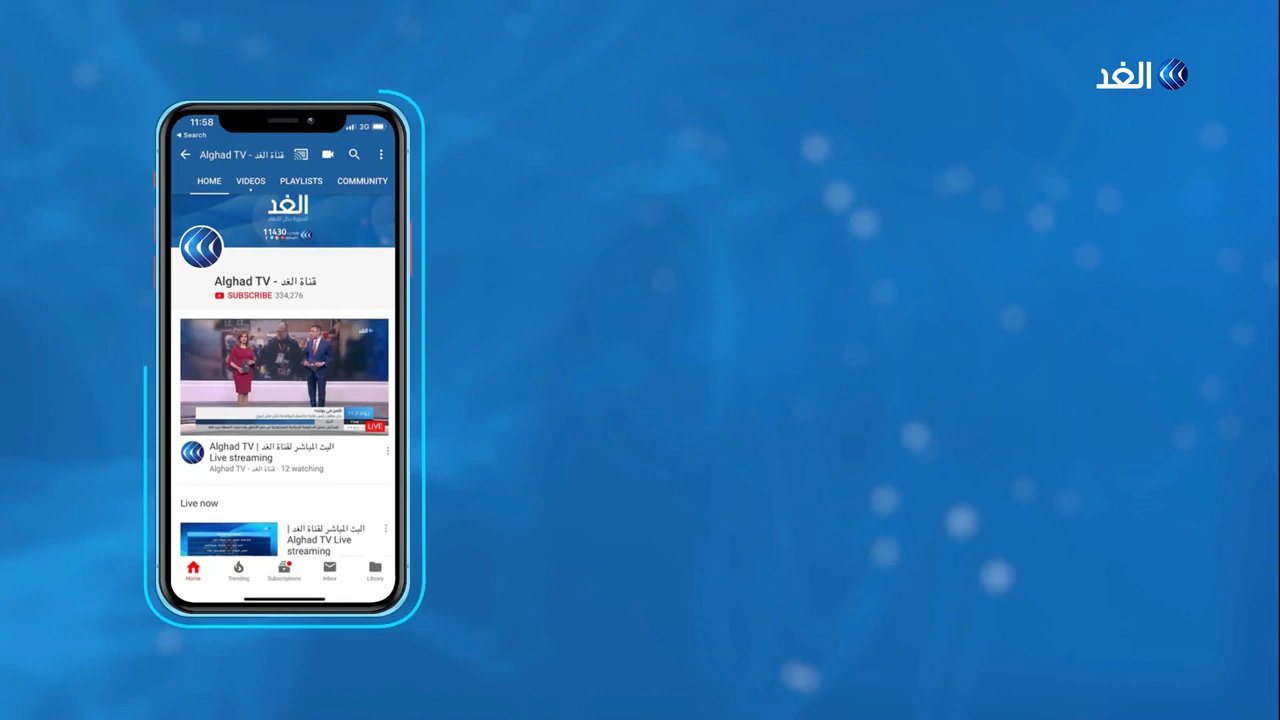 الغد
11:58
3G
Search
Alghad TV - قناة الغد
HOME VIDEOS PLAYLISTS COMMUNITY
الغد
11430
Alghad TV - قناة الغد
SUBSCRIBE 334,276
الغد
LIVE
Alghad TV | البث المباشر لقناة الغد
Live streaming
Alghad TV - قناة الغد · 12 watching
Live now
البث المباشر لقناة الغد |
Alghad TV Live
streaming
Home Trending Subscriptions Inbox Library